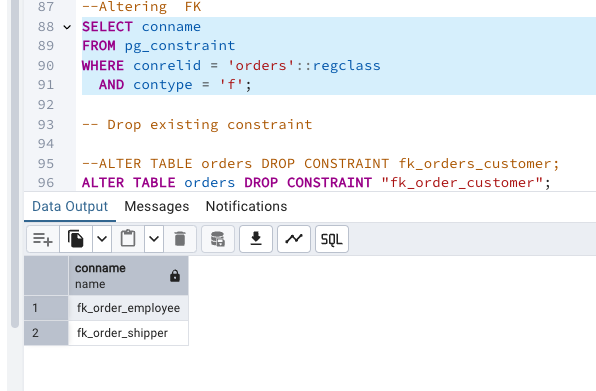 87 --Altering  FK
88 SELECT conname
89 FROM pg_constraint
90 WHERE conrelid = 'orders'::regclass
91   AND contype = 'f';
92
93 -- Drop existing constraint
94
95 --ALTER TABLE orders DROP CONSTRAINT fk_orders_customer;
96 ALTER TABLE orders DROP CONSTRAINT "fk_order_customer";
Data Output Messages Notifications
SQL
conname
name
1 fk_order_employee
2 fk_order_shipper